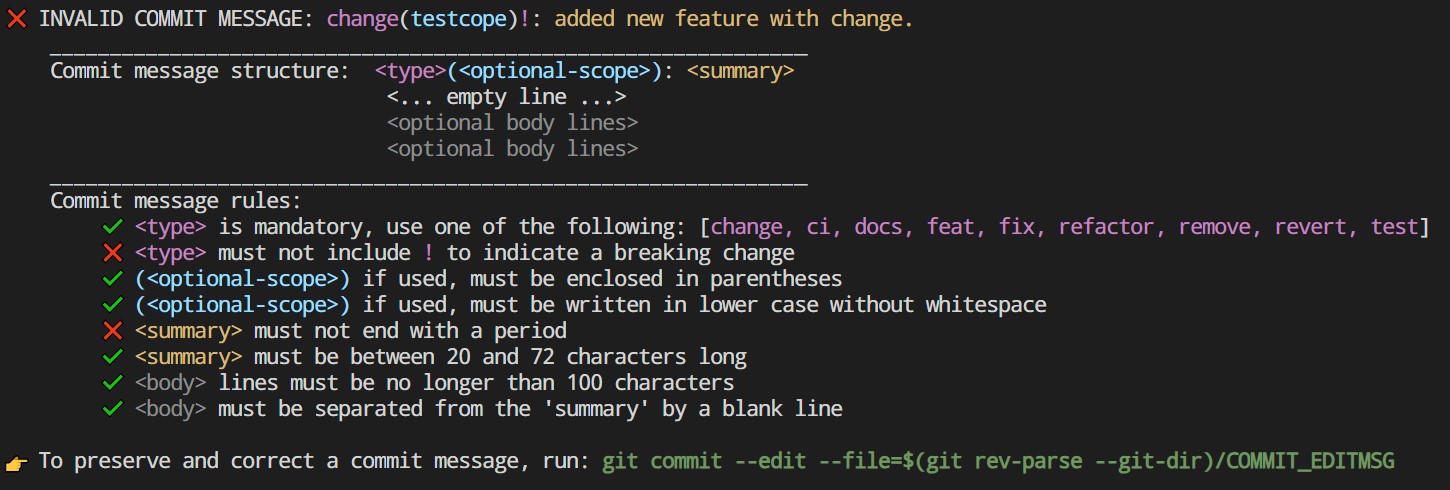 ❌ INVALID COMMIT MESSAGE: change(testcope)!: added new feature with change.
Commit message structure: <type>(<optional-scope>): <summary>
<... empty line ...>
<optional body lines>
<optional body lines>
Commit message rules:
✔ <type> is mandatory, use one of the following: [change, ci, docs, feat, fix, refactor, remove, revert, test]
❌ <type> must not include ! to indicate a breaking change
✔ (<optional-scope>) if used, must be enclosed in parentheses
✔ (<optional-scope>) if used, must be written in lower case without whitespace
❌ <summary> must not end with a period
✔ <summary> must be between 20 and 72 characters long
✔ <body> lines must be no longer than 100 characters
✔ <body> must be separated from the 'summary' by a blank line
👉 To preserve and correct a commit message, run: git commit --edit --file=$(git rev-parse --git-dir)/COMMIT_EDITMSG